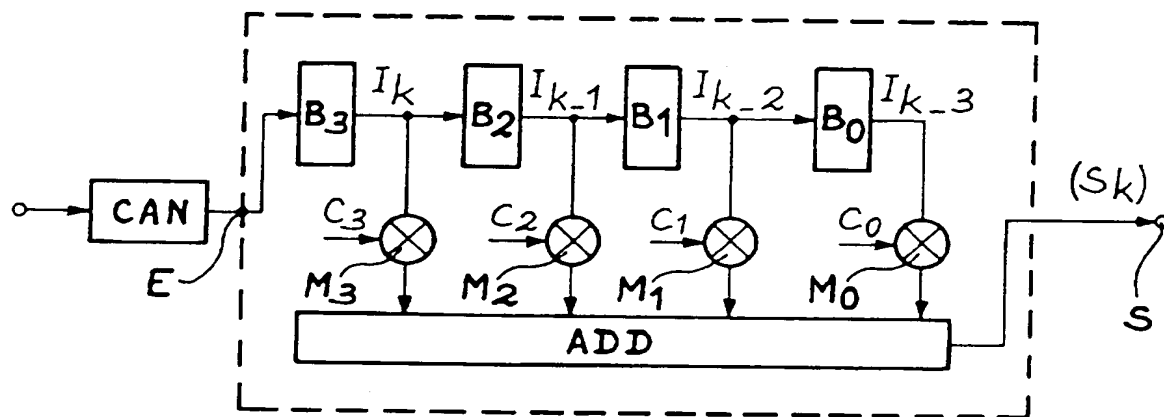 B3 Ik B2 Ik-1 B1 Ik-2 B0 Ik-3
(Sk)
CAN
C3 C2 C1 C0
E M3 M2 M1 M0
S
ADD